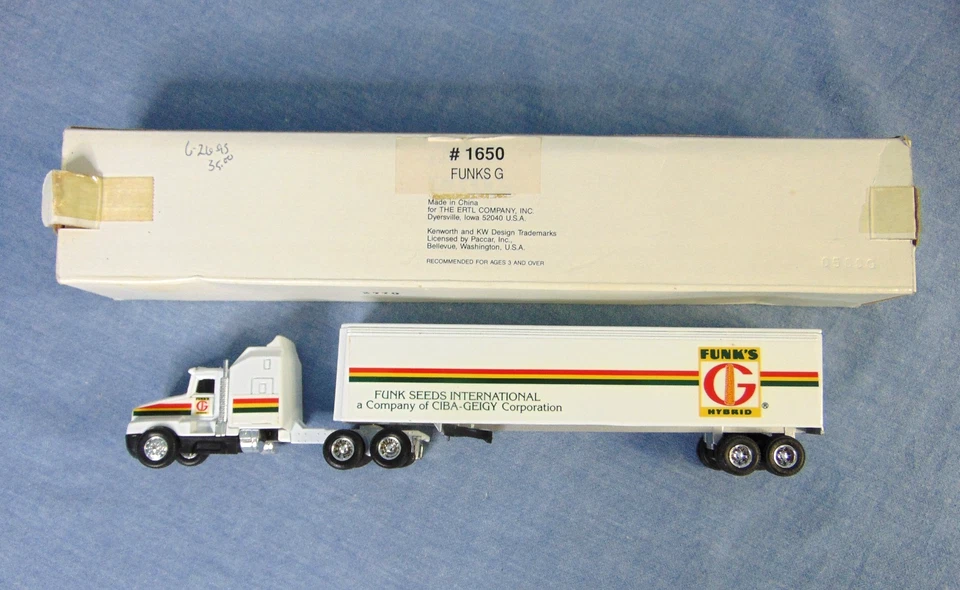 6-26-95
35.00
# 1650
FUNKS G
Made in China
for THE ERTL COMPANY, INC.
Dyersville, Iowa 52040 U.S.A.
Kenworth and KW Design Trademarks
Licensed by Paccar, Inc.,
Bellevue, Washington, U.S.A.
RECOMMENDED FOR AGES 3 AND OVER
FUNK'S
G
HYBRID ®
FUNK SEEDS INTERNATIONAL
a Company of CIBA-GEIGY Corporation
FUNK'S
G